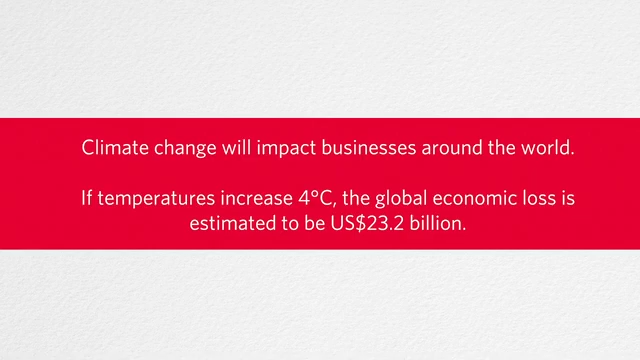 Climate change will impact businesses around the world.
If temperatures increase 4°C, the global economic loss is
estimated to be US$23.2 billion.